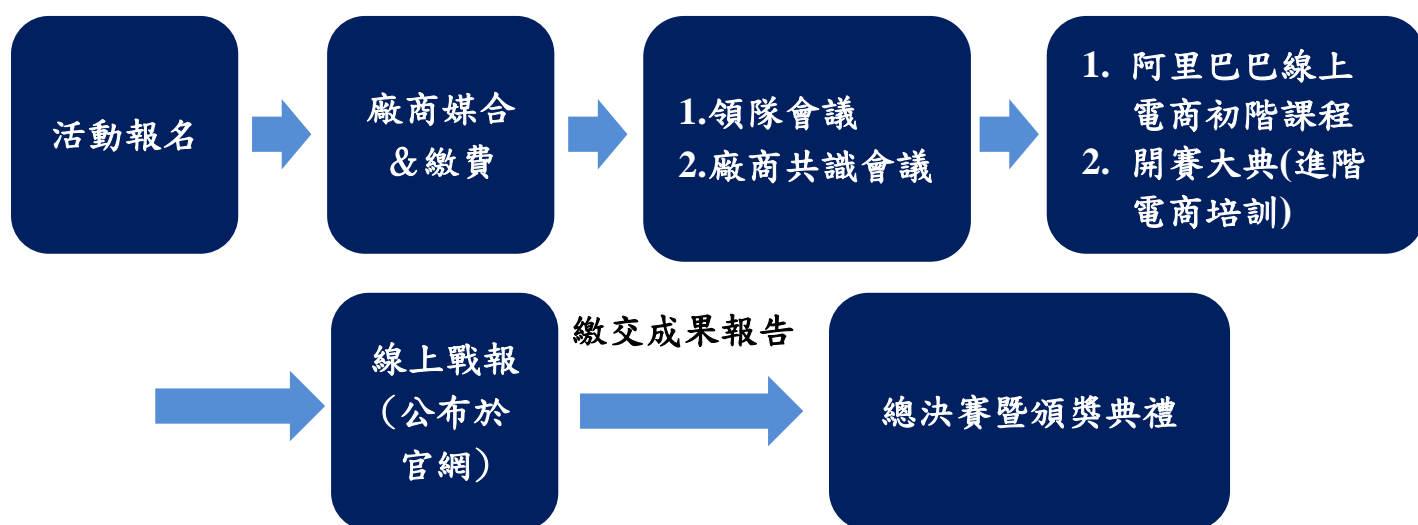 活動報名
廠商媒合
&繳費
1.領隊會議
2.廠商共識會議
1. 阿里巴巴線上
電商初階課程
2. 開賽大典(進階
電商培訓)
線上戰報
（公布於
官網）
繳交成果報告
總決賽暨頒獎典禮